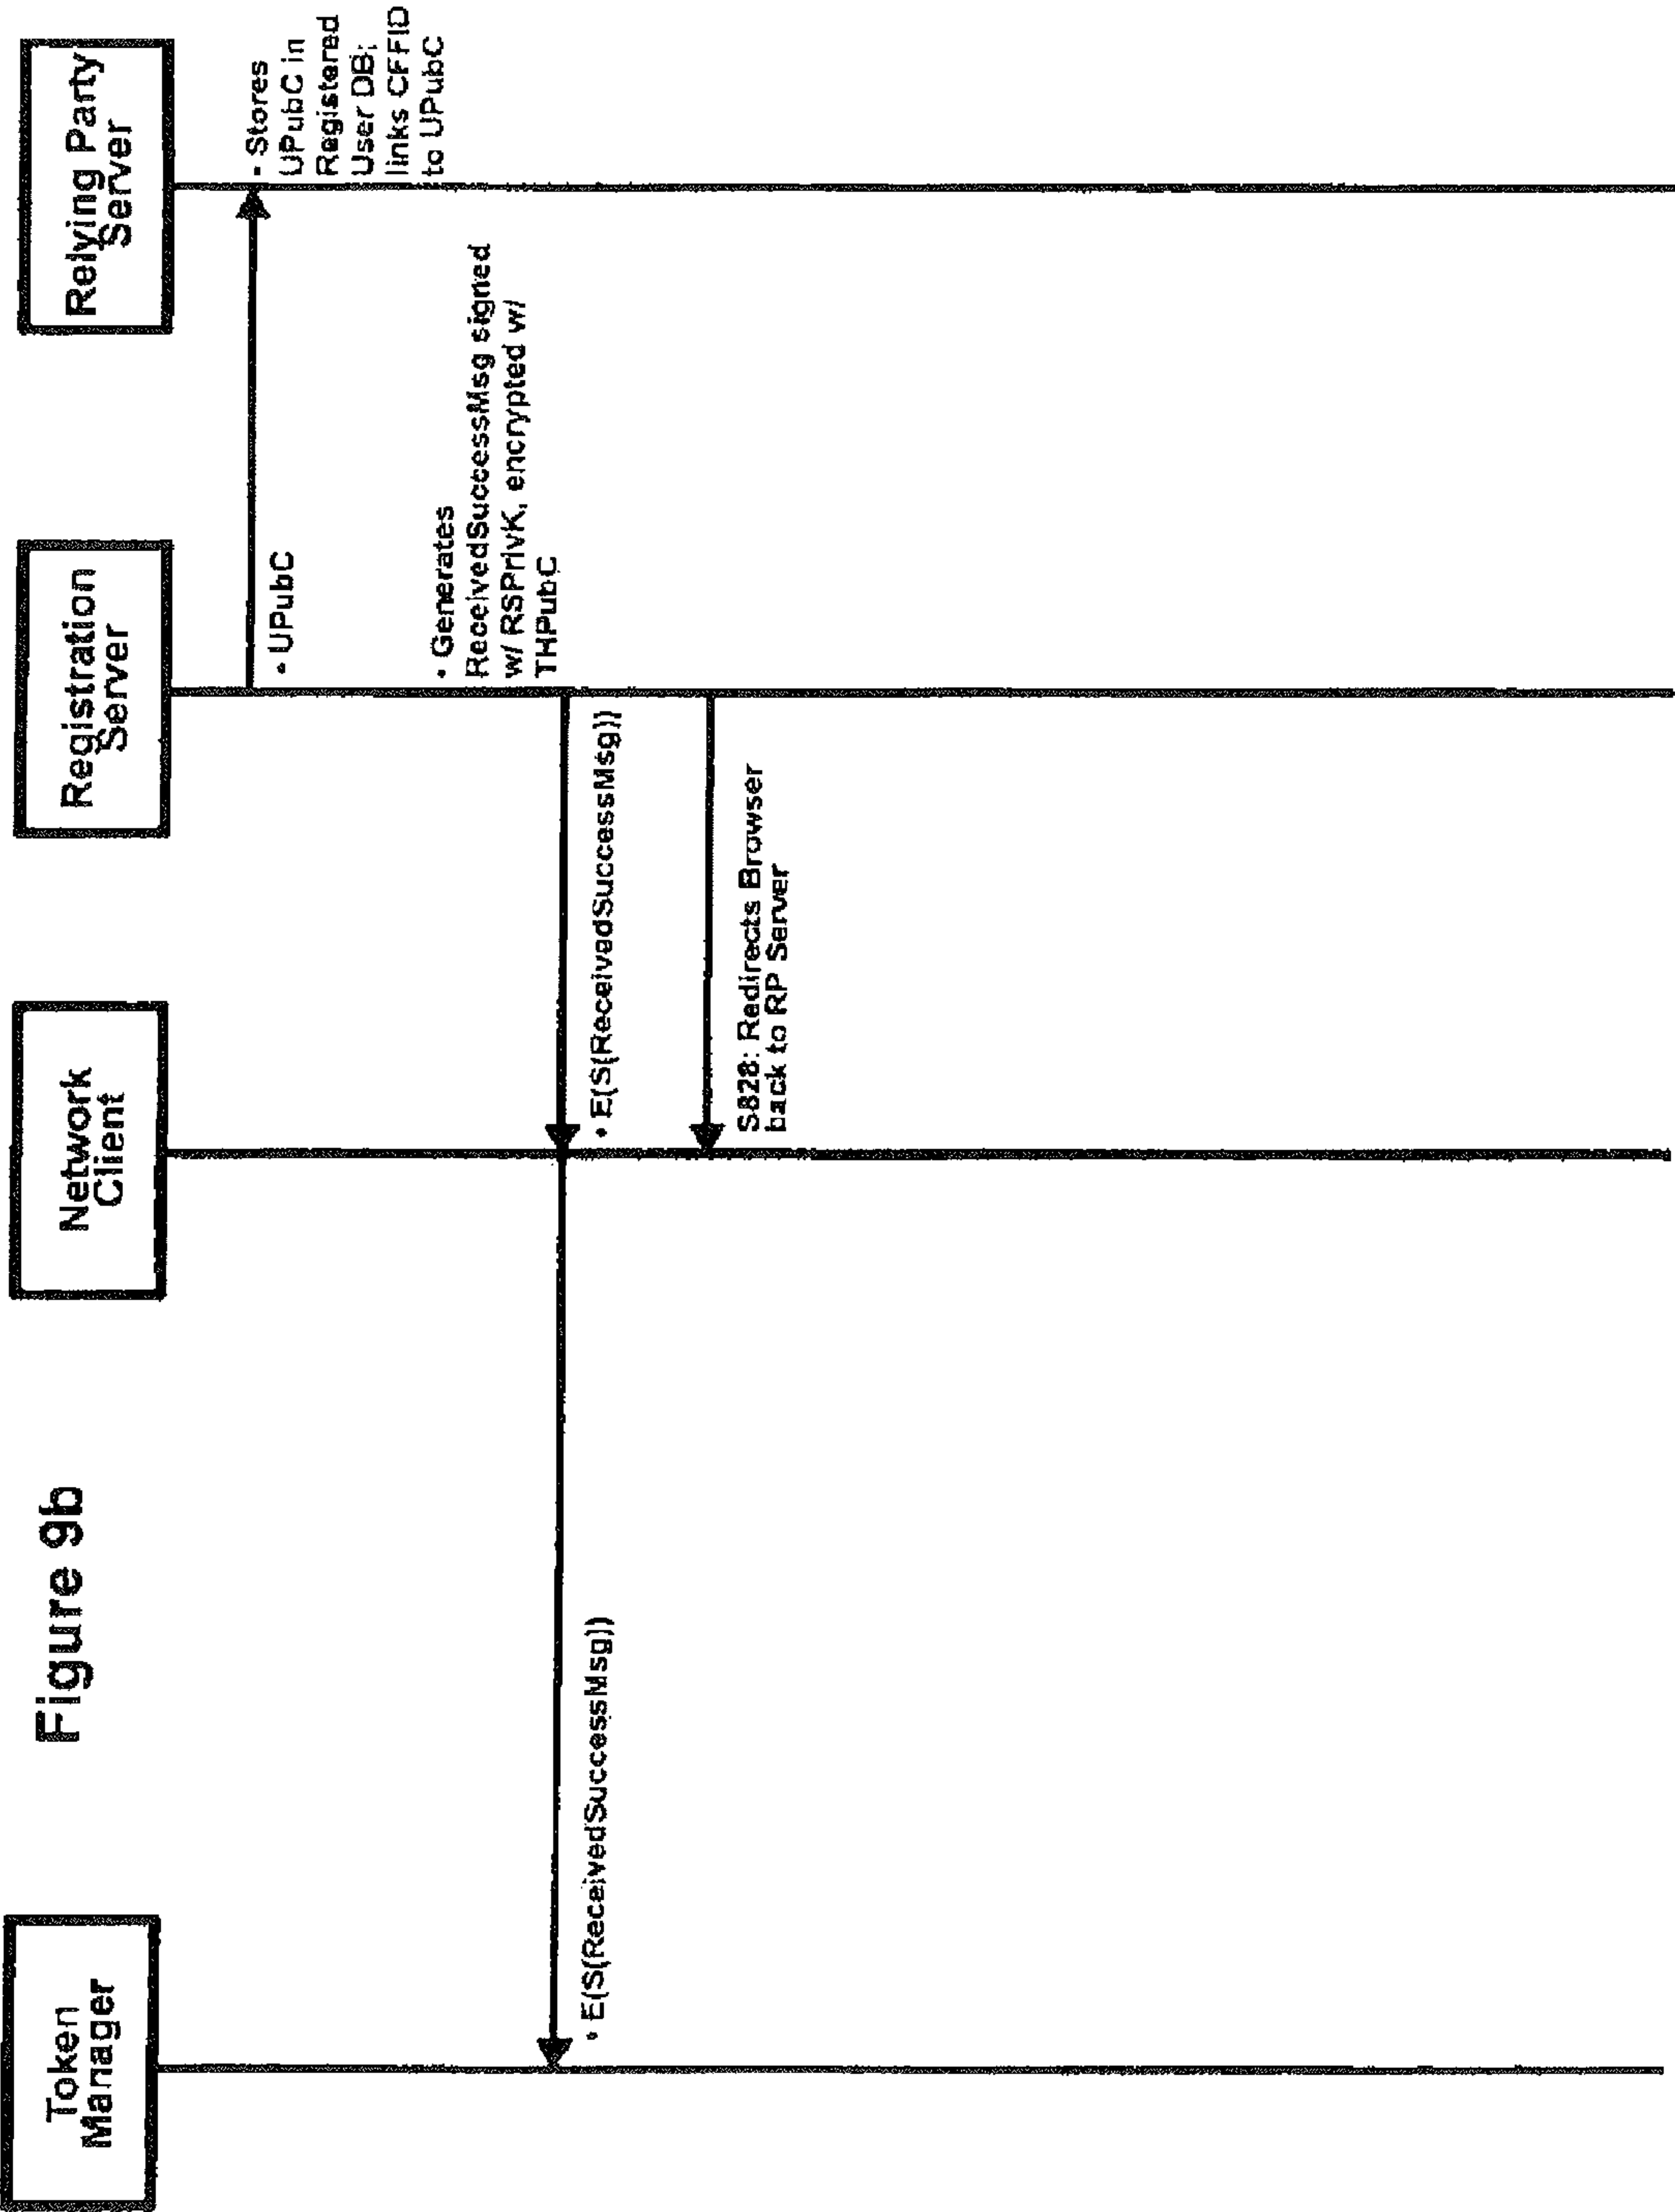 Figure 9b
Token
Manager
Network
Client
Registration
Server
Relying Party
Server
• UPubC
- Stores
UPubC in
Registered
User DB;
links CFFID
to UPubC
• Generates
ReceivedSuccessMsg signed
w/ RSPrivK, encrypted w/
THPubC
• E(S(ReceivedSuccessMsg))
• E(S(ReceivedSuccessMsg))
S828: Redirects Browser
back to RP Server